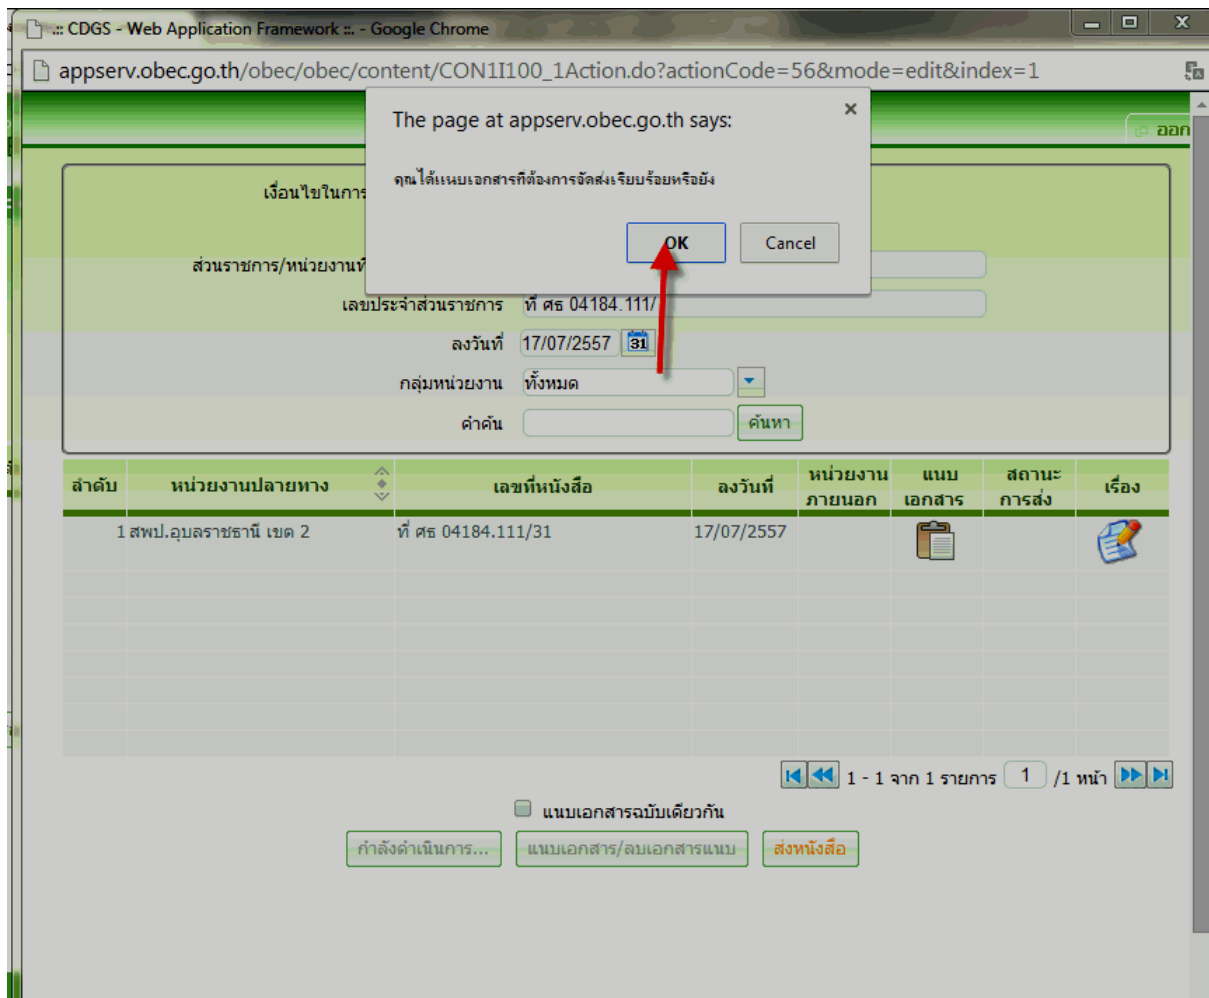 .:: CDGS - Web Application Framework ::. - Google Chrome
appserv.obec.go.th/obec/obec/content/CON1I100_1Action.do?actionCode=56&mode=edit&index=1
ออก
The page at appserv.obec.go.th says:
คุณได้แนบเอกสารที่ต้องการจัดส่งเรียบร้อยหรือยัง
OK Cancel
เงื่อนไขในการ
ส่วนราชการ/หน่วยงานที่
เลขประจำส่วนราชการ ที่ ศธ 04184.111/
ลงวันที่ 17/07/2557 31
กลุ่มหน่วยงาน ทั้งหมด
คำค้น ค้นหา
ลำดับ หน่วยงานปลายทาง เลขที่หนังสือ ลงวันที่ หน่วยงาน แนบ สถานะ เรื่อง
ภายนอก เอกสาร การส่ง
1 สพป.อุบลราชธานี เขต 2 ที่ ศธ 04184.111/31 17/07/2557
1 - 1 จาก 1 รายการ 1 /1 หน้า
แนบเอกสารฉบับเดียวกัน
กำลังดำเนินการ... แนบเอกสาร/ลบเอกสารแนบ ส่งหนังสือ